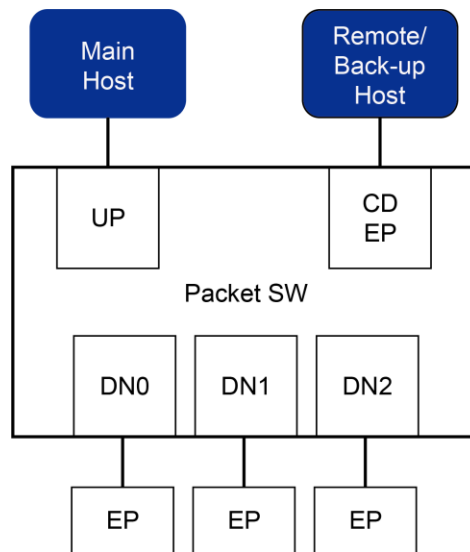 Main
Host
Remote/
Back-up
Host
UP
CD
EP
Packet SW
DN0
DN1
DN2
EP
EP
EP